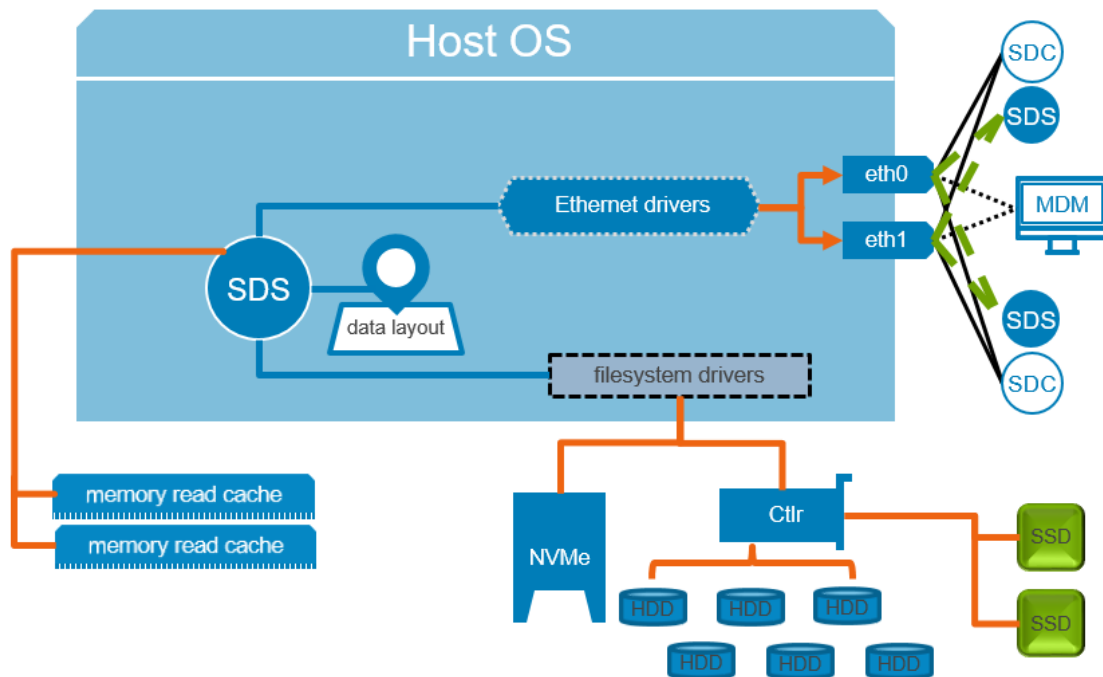 Host OS
SDC
SDS
eth0
Ethernet drivers
MDM
eth1
SDS
SDS
data layout
filesystem drivers
SDC
memory read cache
memory read cache
NVMe
Ctlr
SSD
HDD
HDD
HDD
SSD
HDD
HDD
HDD